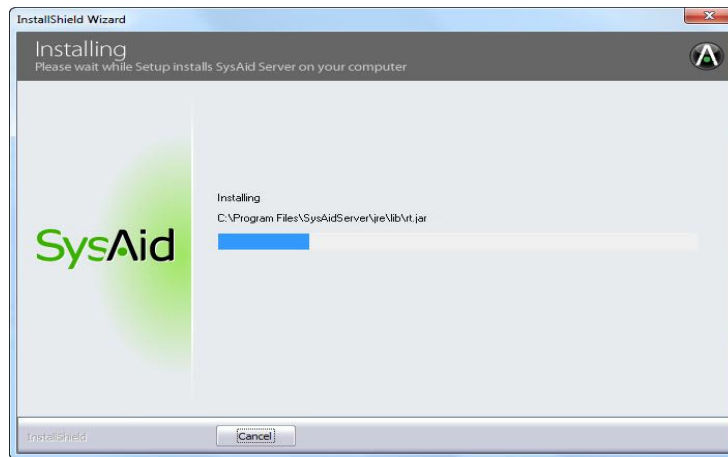 InstallShield Wizard
Installing
Please wait while Setup installs SysAid Server on your computer
Installing
C:\Program Files\SysAidServer\jre\lib\rt.jar
SysAid
InstallShield
Cancel